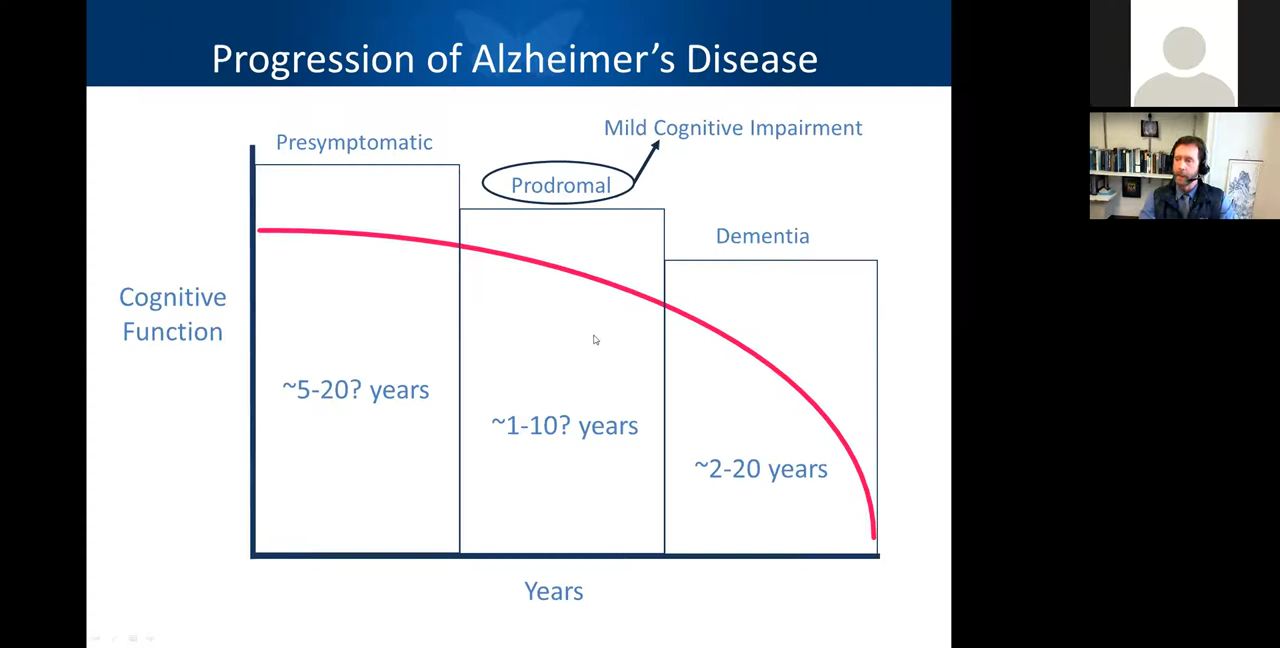 Progression of Alzheimer’s Disease
Mild Cognitive Impairment
Presymptomatic
Prodromal
Dementia
Cognitive
Function
~5-20? years
~1-10? years
~2-20 years
Years